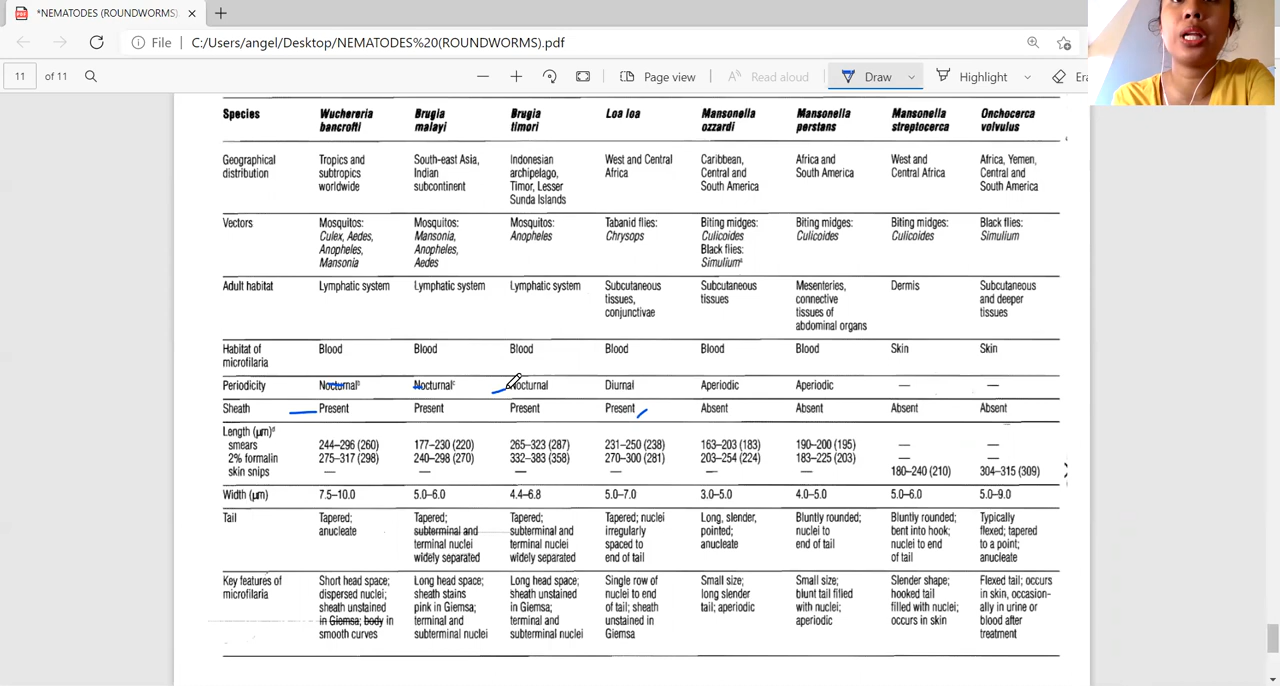 *NEMATODES (ROUNDWORMS)
File C:/Users/angel/Desktop/NEMATODES%20(ROUNDWORMS).pdf
11 of 11 Page view Read aloud Draw Highlight
Species Wuchereria bancrofti Brugia malayi Brugia timori Loa loa Mansonella ozzardi Mansonella perstans Mansonella streptocerca Onchocerca volvulus
Geographical distribution Tropics and subtropics worldwide South-east Asia, Indian subcontinent Indonesian archipelago, Timor, Lesser Sunda Islands West and Central Africa Caribbean, Central and South America Africa and South America West and Central Africa Africa, Yemen, Central and South America
Vectors Mosquitos: Culex, Aedes, Anopheles, Mansonia Mosquitos: Mansonia, Anopheles, Aedes Mosquitos: Anopheles Tabanid flies: Chrysops Biting midges: Culicoides Black flies: Simulium Biting midges: Culicoides Biting midges: Culicoides Black flies: Simulium
Adult habitat Lymphatic system Lymphatic system Lymphatic system Subcutaneous tissues, conjunctivae Subcutaneous tissues Mesenteries, connective tissues of abdominal organs Dermis Subcutaneous and deeper tissues
Habitat of microfilaria Blood Blood Blood Blood Blood Blood Skin Skin
Periodicity Nocturnalᵇ Nocturnalᶜ Nocturnal Diurnal Aperiodic Aperiodic — —
Sheath Present Present Present Present Absent Absent Absent Absent
Length (µm)ᵈ
smears 244–296 (260) 177–230 (220) 265–323 (287) 231–250 (238) 163–203 (183) 190–200 (195) — —
2% formalin 275–317 (298) 240–298 (270) 332–383 (358) 270–300 (281) 203–254 (224) 183–225 (203) — —
skin snips — — — — — — 180–240 (210) 304–315 (309)
Width (µm) 7.5–10.0 5.0–6.0 4.4–6.8 5.0–7.0 3.0–5.0 4.0–5.0 5.0–6.0 5.0–9.0
Tail Tapered; anucleate Tapered; subterminal and terminal nuclei widely separated Tapered; subterminal and terminal nuclei widely separated Tapered; nuclei irregularly spaced to end of tail Long, slender, pointed; anucleate Bluntly rounded; nuclei to end of tail Bluntly rounded; bent into hook; nuclei to end of tail Typically flexed; tapered to a point; anucleate
Key features of microfilaria Short head space; dispersed nuclei; sheath unstained in Giemsa; body in smooth curves Long head space; sheath stains pink in Giemsa; terminal and subterminal nuclei Long head space; sheath unstained in Giemsa; terminal and subterminal nuclei Single row of nuclei to end of tail; sheath unstained in Giemsa Small size; long slender tail; aperiodic Small size; blunt tail filled with nuclei; aperiodic Slender shape; hooked tail filled with nuclei; occurs in skin Flexed tail; occurs in skin, occasion- ally in urine or blood after treatment